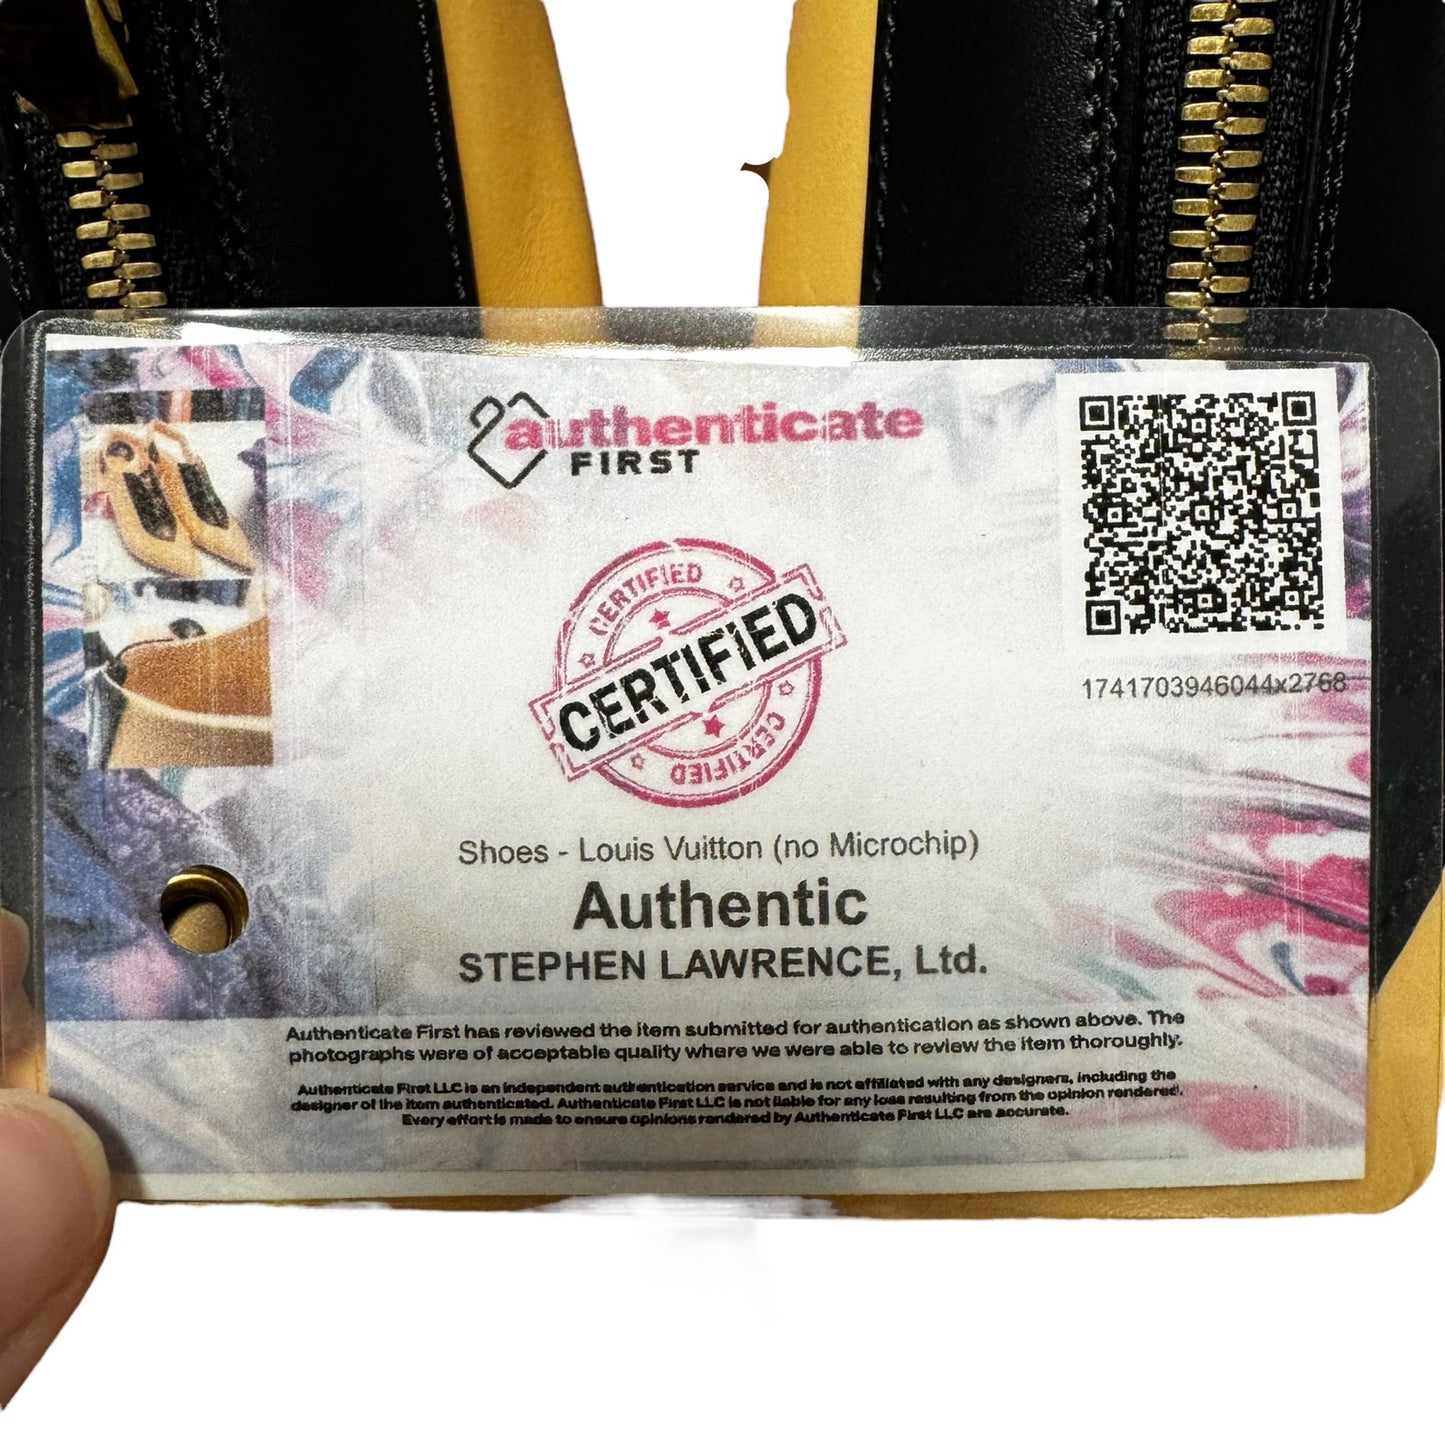 authenticate
FIRST
1741703946044x2768
CERTIFIED
CERTIFIED
CERTIFIED
Shoes - Louis Vuitton (no Microchip)
Authentic
STEPHEN LAWRENCE, Ltd.
Authenticate First has reviewed the item submitted for authentication as shown above. The
photographs were of acceptable quality where we were able to review the item thoroughly.
Authenticate First LLC is an independent authentication service and is not affiliated with any designers, including the
designer of the item authenticated. Authenticate First LLC is not liable for any loss resulting from the opinion rendered.
Every effort is made to ensure opinions rendered by Authenticate First LLC are accurate.